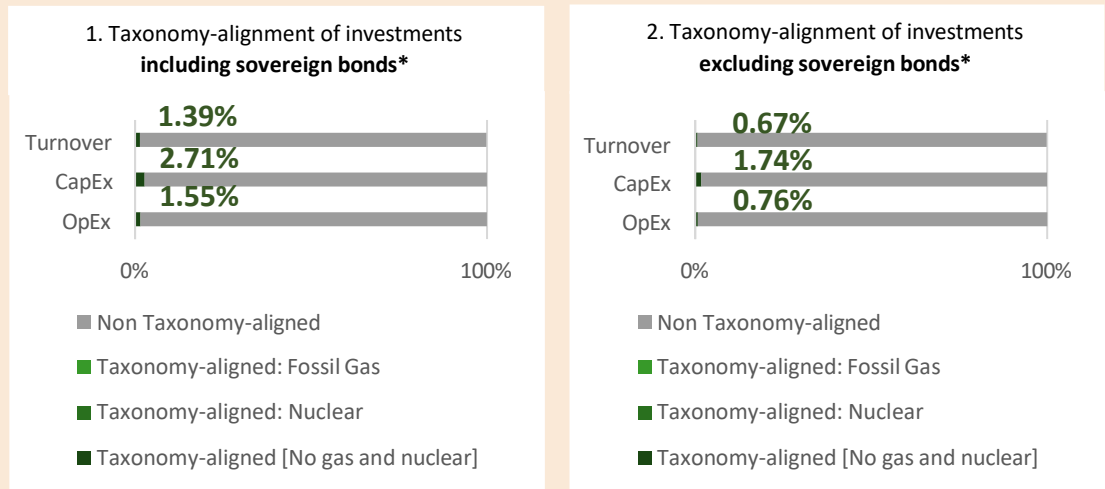 1. Taxonomy-alignment of investments
including sovereign bonds*
1.39%
Turnover
2.71%
CapEx
1.55%
OpEx
0%
100%
Non Taxonomy-aligned
Taxonomy-aligned: Fossil Gas
Taxonomy-aligned: Nuclear
Taxonomy-aligned [No gas and nuclear]
2. Taxonomy-alignment of investments
excluding sovereign bonds*
0.67%
Turnover
1.74%
CapEx
0.76%
OpEx
0%
100%
Non Taxonomy-aligned
Taxonomy-aligned: Fossil Gas
Taxonomy-aligned: Nuclear
Taxonomy-aligned [No gas and nuclear]